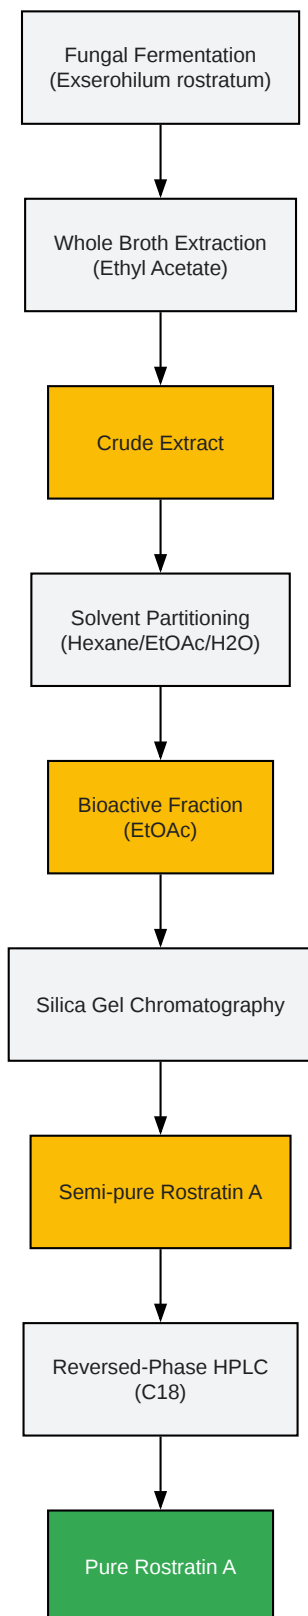 Fungal Fermentation
(Exserohilum rostratum)
Whole Broth Extraction
(Ethyl Acetate)
Crude Extract
Solvent Partitioning
(Hexane/EtOAc/H2O)
Bioactive Fraction
(EtOAc)
Silica Gel Chromatography
Semi-pure Rostratin A
Reversed-Phase HPLC
(C18)
Pure Rostratin A